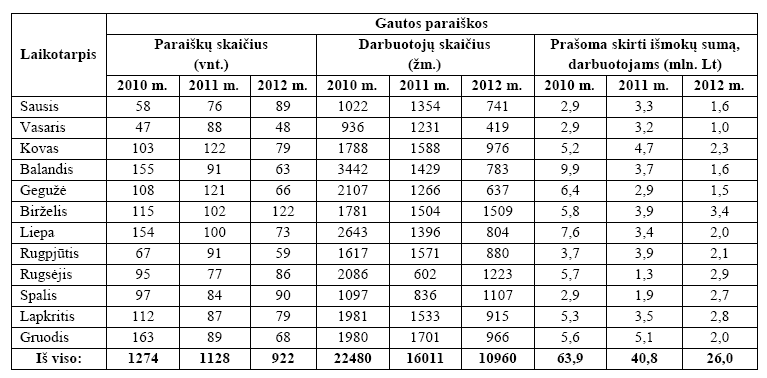 Laikotarpis
Gautos paraiškos
Paraiškų skaičius (vnt.)
Darbuotojų skaičius (žm.)
Prašoma skirti išmokų sumą, darbuotojams (mln. Lt)
2010 m. 2011 m. 2012 m. 2010 m. 2011 m. 2012 m. 2010 m. 2011 m. 2012 m.
Sausis 58 76 89 1022 1354 741 2,9 3,3 1,6
Vasaris 47 88 48 936 1231 419 2,9 3,2 1,0
Kovas 103 122 79 1788 1588 976 5,2 4,7 2,3
Balandis 155 91 63 3442 1429 783 9,9 3,7 1,6
Gegužė 108 121 66 2107 1266 637 6,4 2,9 1,5
Birželis 115 102 122 1781 1504 1509 5,8 3,9 3,4
Liepa 154 100 73 2643 1396 804 7,6 3,4 2,0
Rugpjūtis 67 91 59 1617 1571 880 3,7 3,9 2,1
Rugsėjis 95 77 86 2086 602 1223 5,7 1,3 2,9
Spalis 97 84 90 1097 836 1107 2,9 1,9 2,7
Lapkritis 112 87 79 1981 1533 915 5,3 3,5 2,8
Gruodis 163 89 68 1980 1701 966 5,6 5,1 2,0
Iš viso: 1274 1128 922 22480 16011 10960 63,9 40,8 26,0